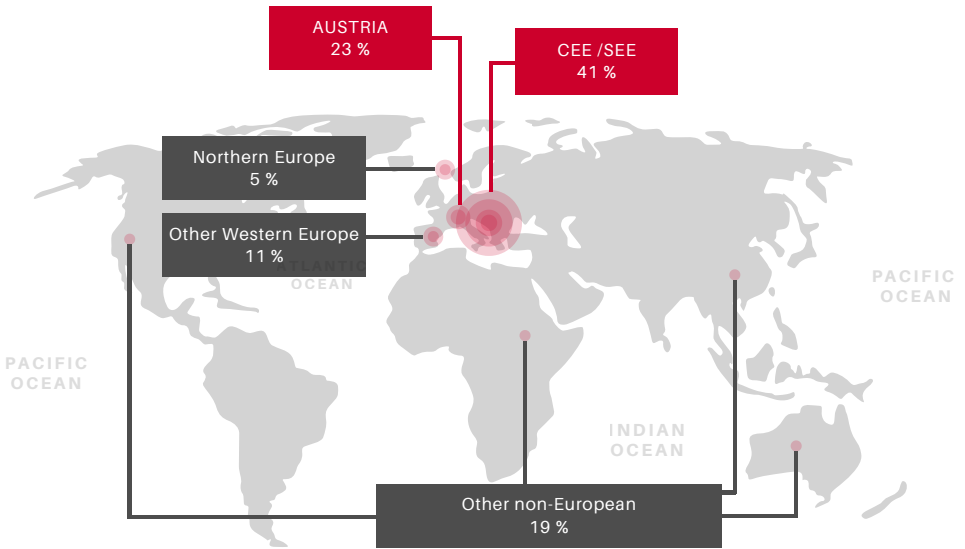 AUSTRIA
23 %
CEE /SEE
41 %
Northern Europe
5 %
Other Western Europe
11 %
ATLANTIC
OCEAN
PACIFIC
OCEAN
PACIFIC
OCEAN
INDIAN
OCEAN
Other non-European
19 %